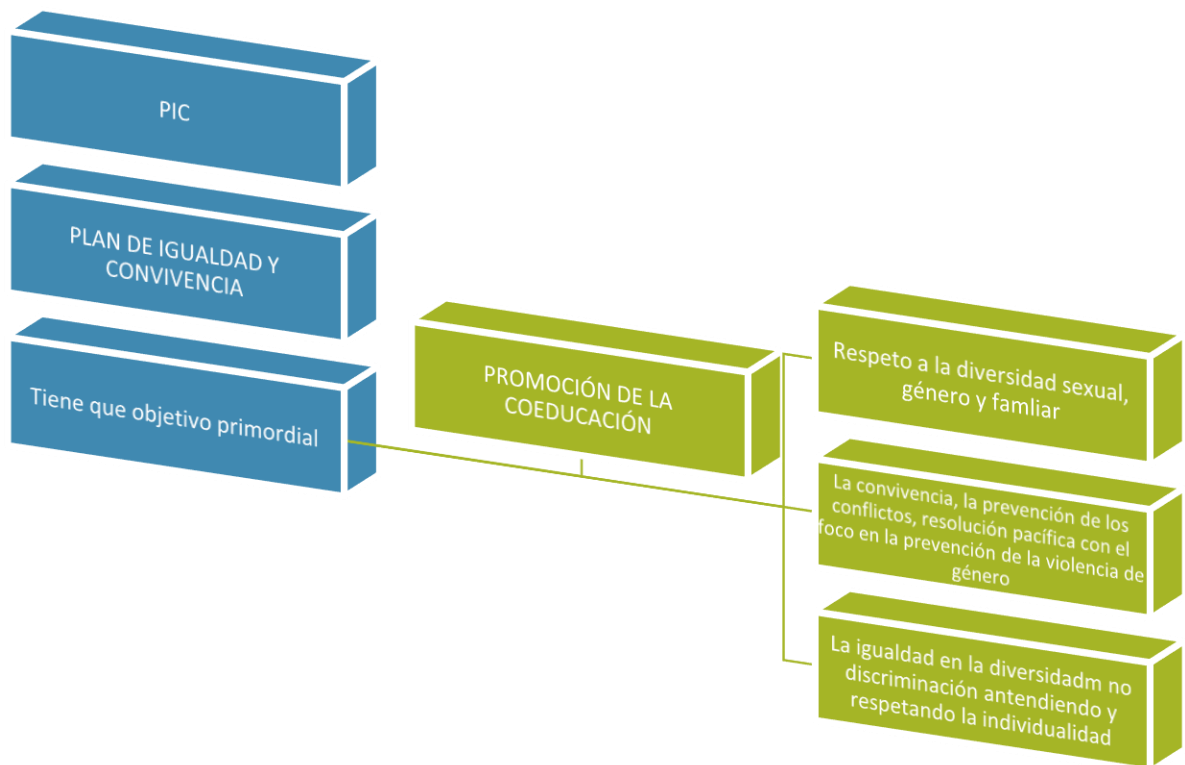 PIC
PLAN DE IGUALDAD Y
CONVIVENCIA
Tiene que objetivo primordial
PROMOCIÓN DE LA
COEDUCACIÓN
Respeto a la diversidad sexual,
género y famliar
La convivencia, la prevención de los
conflictos, resolución pacífica con el
foco en la prevención de la violencia de
género
La igualdad en la diversidadm no
discriminación antendiendo y
respetando la individualidad